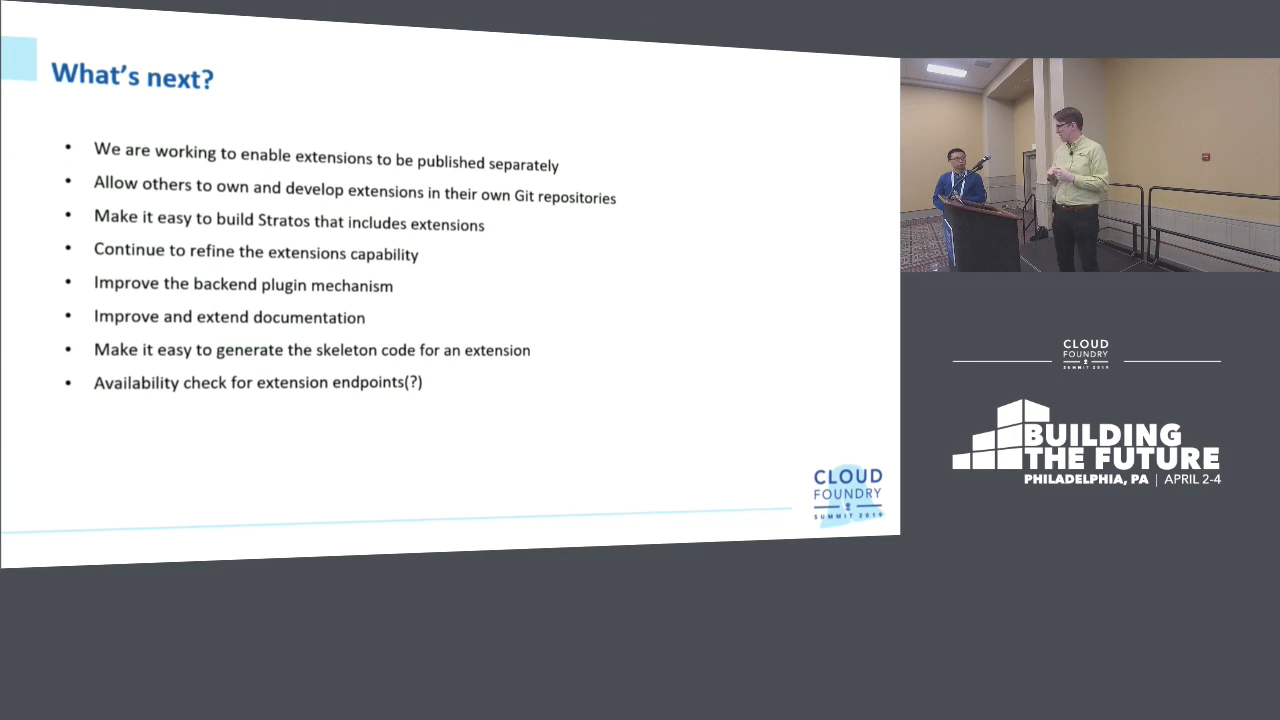 What's next?
• We are working to enable extensions to be published separately
• Allow others to own and develop extensions in their own Git repositories
• Make it easy to build Stratos that includes extensions
• Continue to refine the extensions capability
• Improve the backend plugin mechanism
• Improve and extend documentation
• Make it easy to generate the skeleton code for an extension
• Availability check for extension endpoints(?)
CLOUD
FOUNDRY
SUMMIT 2019
CLOUD
FOUNDRY
SUMMIT 2019
BUILDING
THE FUTURE
PHILADELPHIA, PA | APRIL 2-4